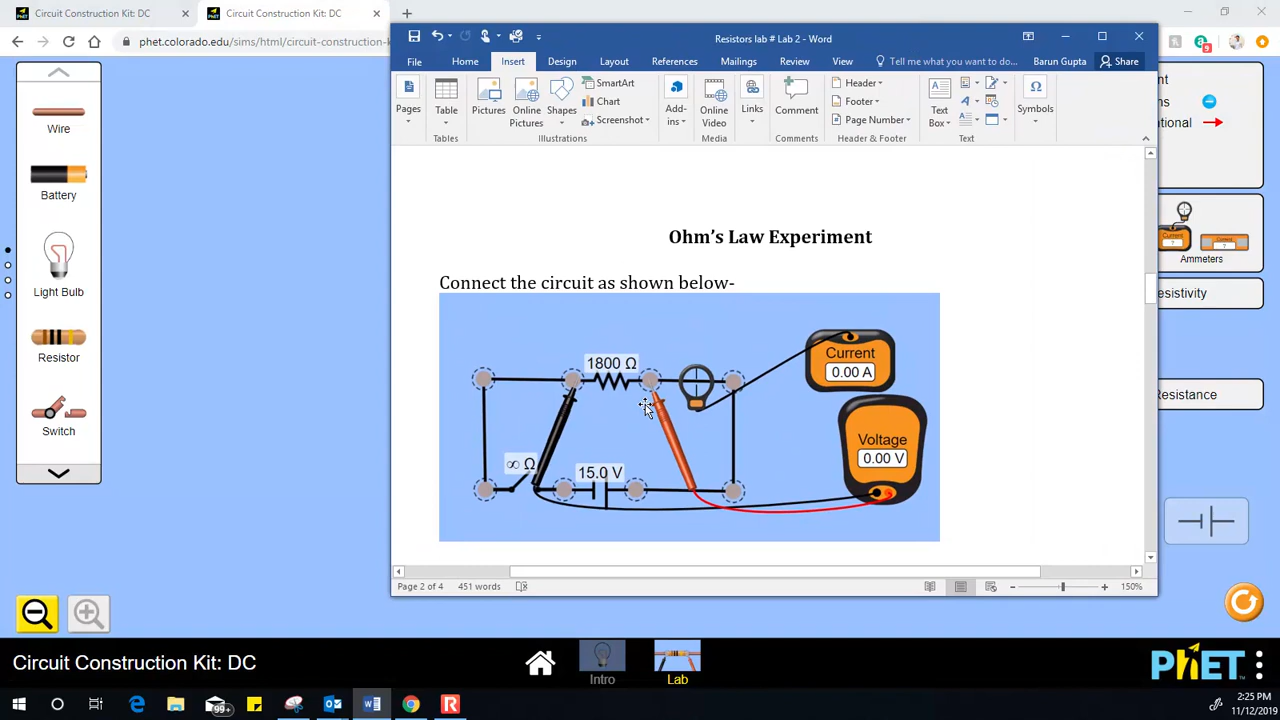 Circuit Construction Kit: DC
Circuit Construction Kit: DC
phet.colorado.edu/sims/html/circuit-construction-k
Resistors lab # Lab 2 - Word
File
Home
Insert
Design
Layout
References
Mailings
Review
View
Tell me what you want to do...
Barun Gupta
Share
Pages
Table
Pictures
Online Pictures
Shapes
SmartArt
Chart
Screenshot
Add-ins
Online Video
Links
Comment
Header
Footer
Page Number
Text Box
Symbols
Tables
Illustrations
Media
Comments
Header & Footer
Text
Wire
Battery
Light Bulb
Resistor
Switch
Ohm's Law Experiment
Connect the circuit as shown below-
1800 Ω
Current
0.00 A
Voltage
0.00 V
∞ Ω
15.0 V
Current
?
Ammeters
esistivity
Resistance
Page 2 of 4
451 words
150%
Circuit Construction Kit: DC
Intro
Lab
PhET
99+
2:25 PM
11/12/2019